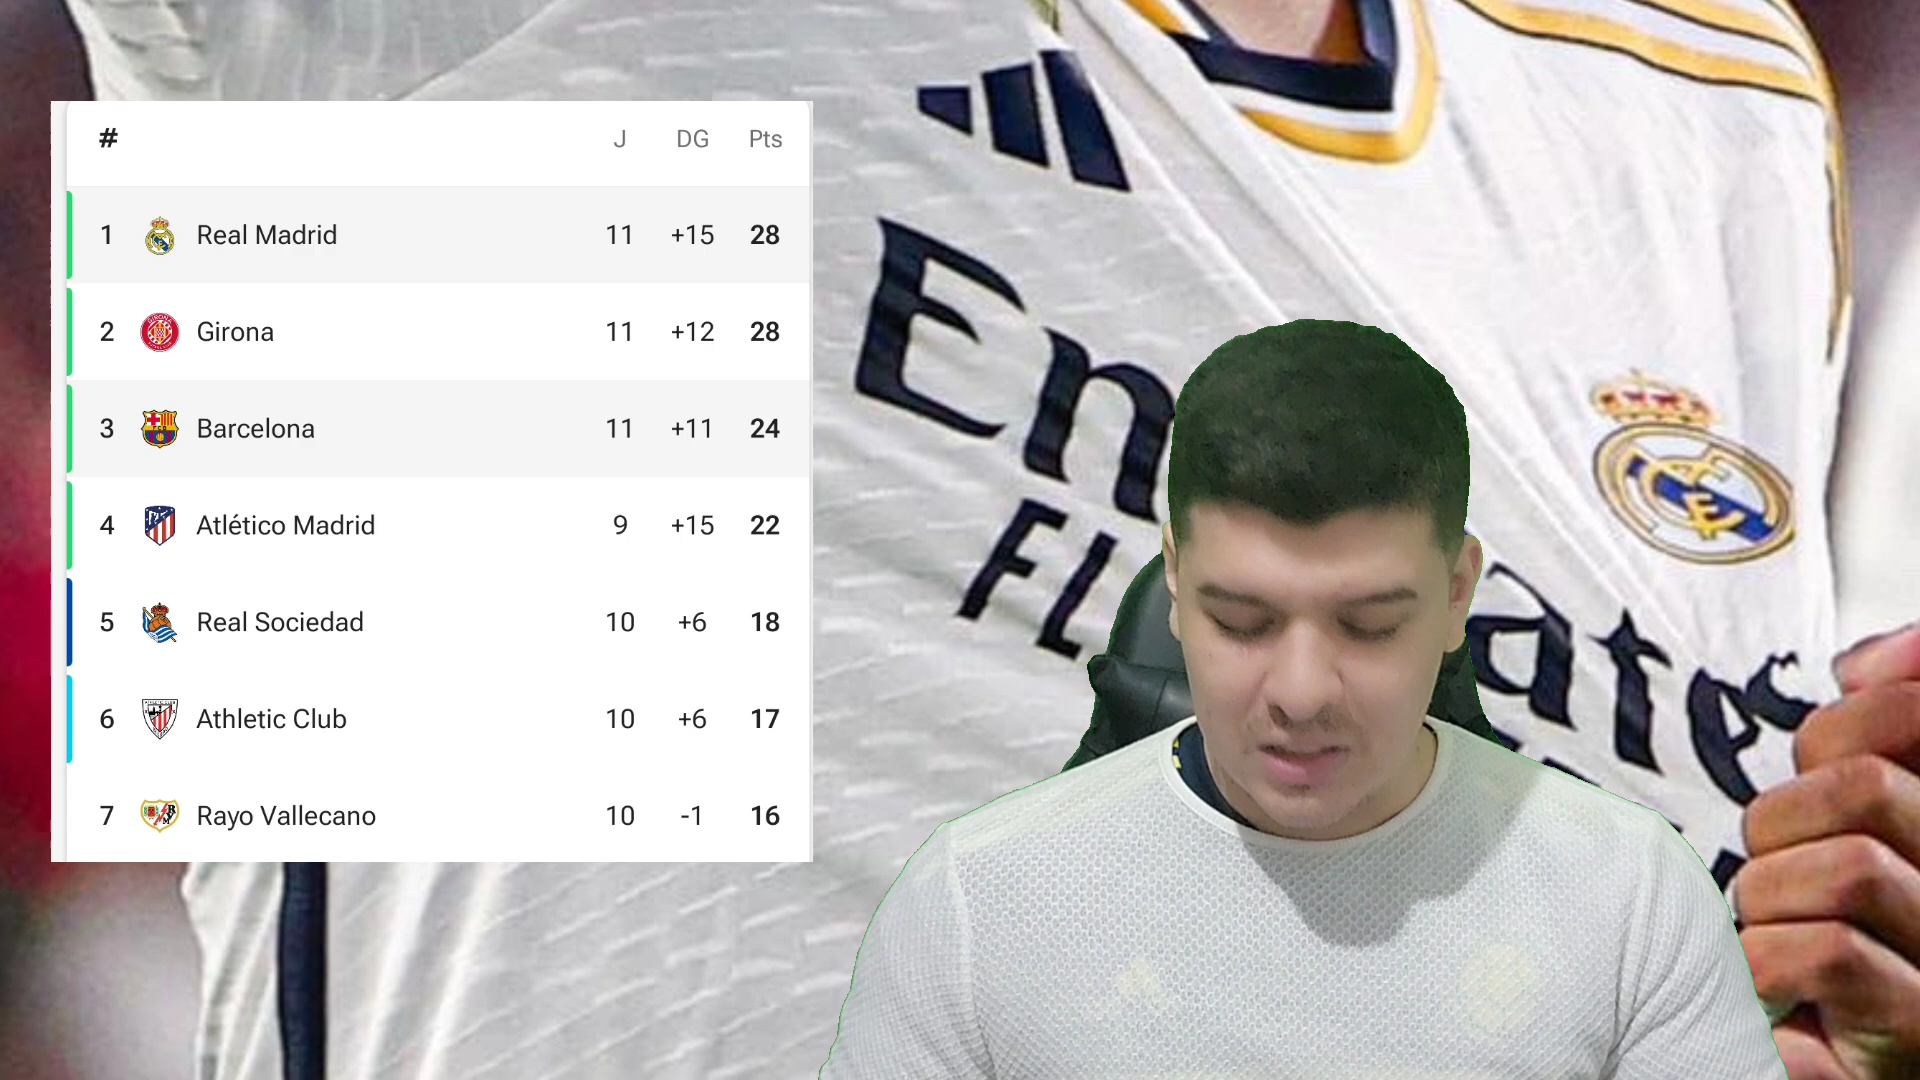 # J DG Pts
1 Real Madrid 11 +15 28
2 Girona 11 +12 28
3 Barcelona 11 +11 24
4 Atlético Madrid 9 +15 22
5 Real Sociedad 10 +6 18
6 Athletic Club 10 +6 17
7 Rayo Vallecano 10 -1 16